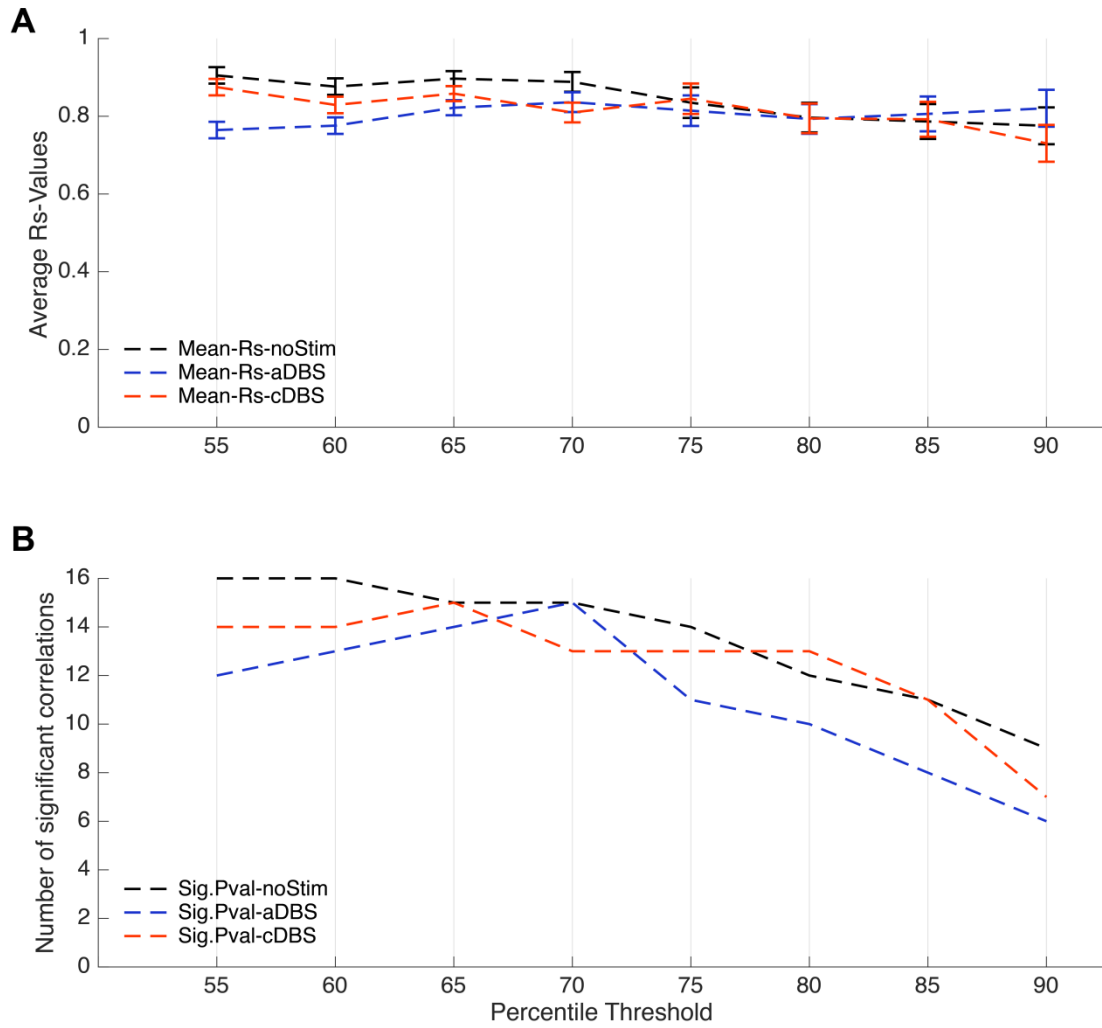 A
Average Rs-Values
1
0.8
0.6
0.4
0.2
0
Mean-Rs-noStim
Mean-Rs-aDBS
Mean-Rs-cDBS
55 60 65 70 75 80 85 90
B
Number of significant correlations
16
14
12
10
8
6
4
2
0
Sig.Pval-noStim
Sig.Pval-aDBS
Sig.Pval-cDBS
55 60 65 70 75 80 85 90
Percentile Threshold